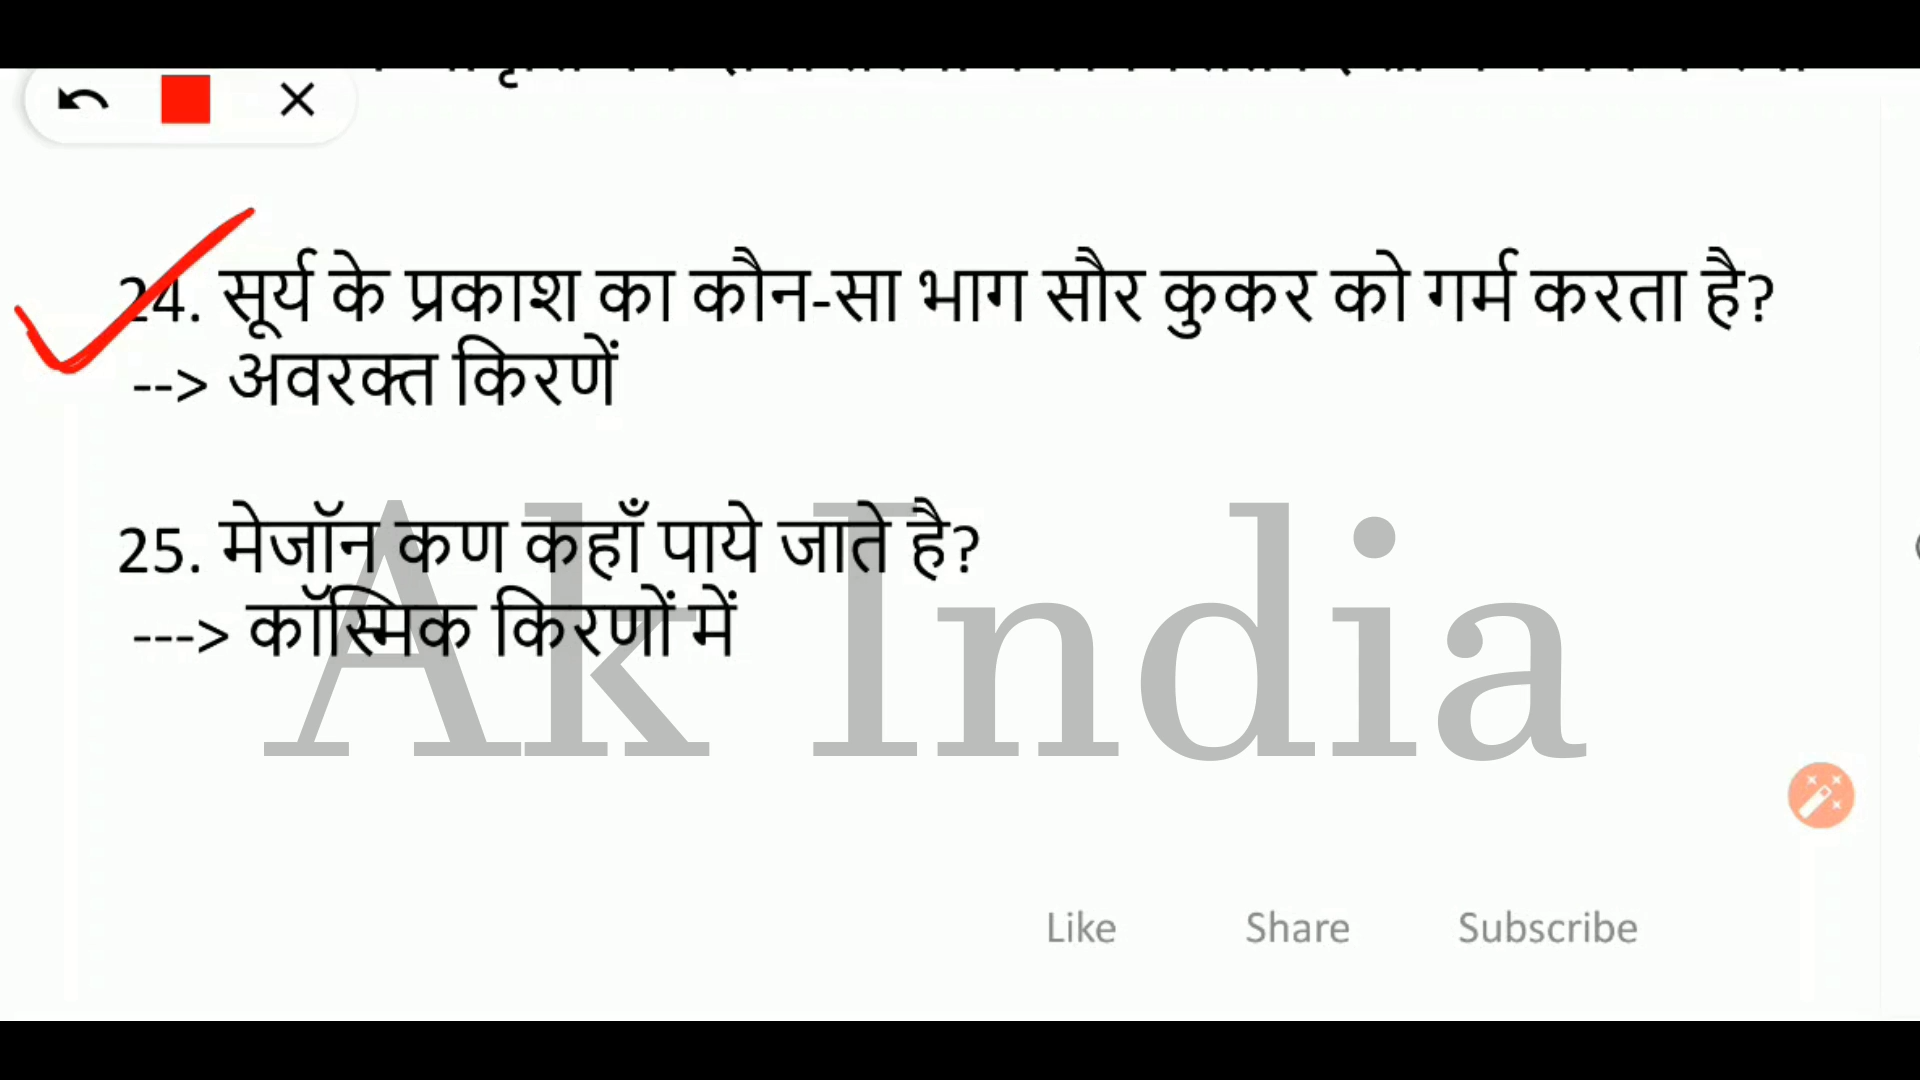 24. सूर्य के प्रकाश का कौन-सा भाग सौर कुकर को गर्म करता है?
--> अवरक्त किरणें
25. मेजॉन कण कहाँ पाये जाते है?
---> कॉस्मिक किरणों में
Ak India
Like Share Subscribe